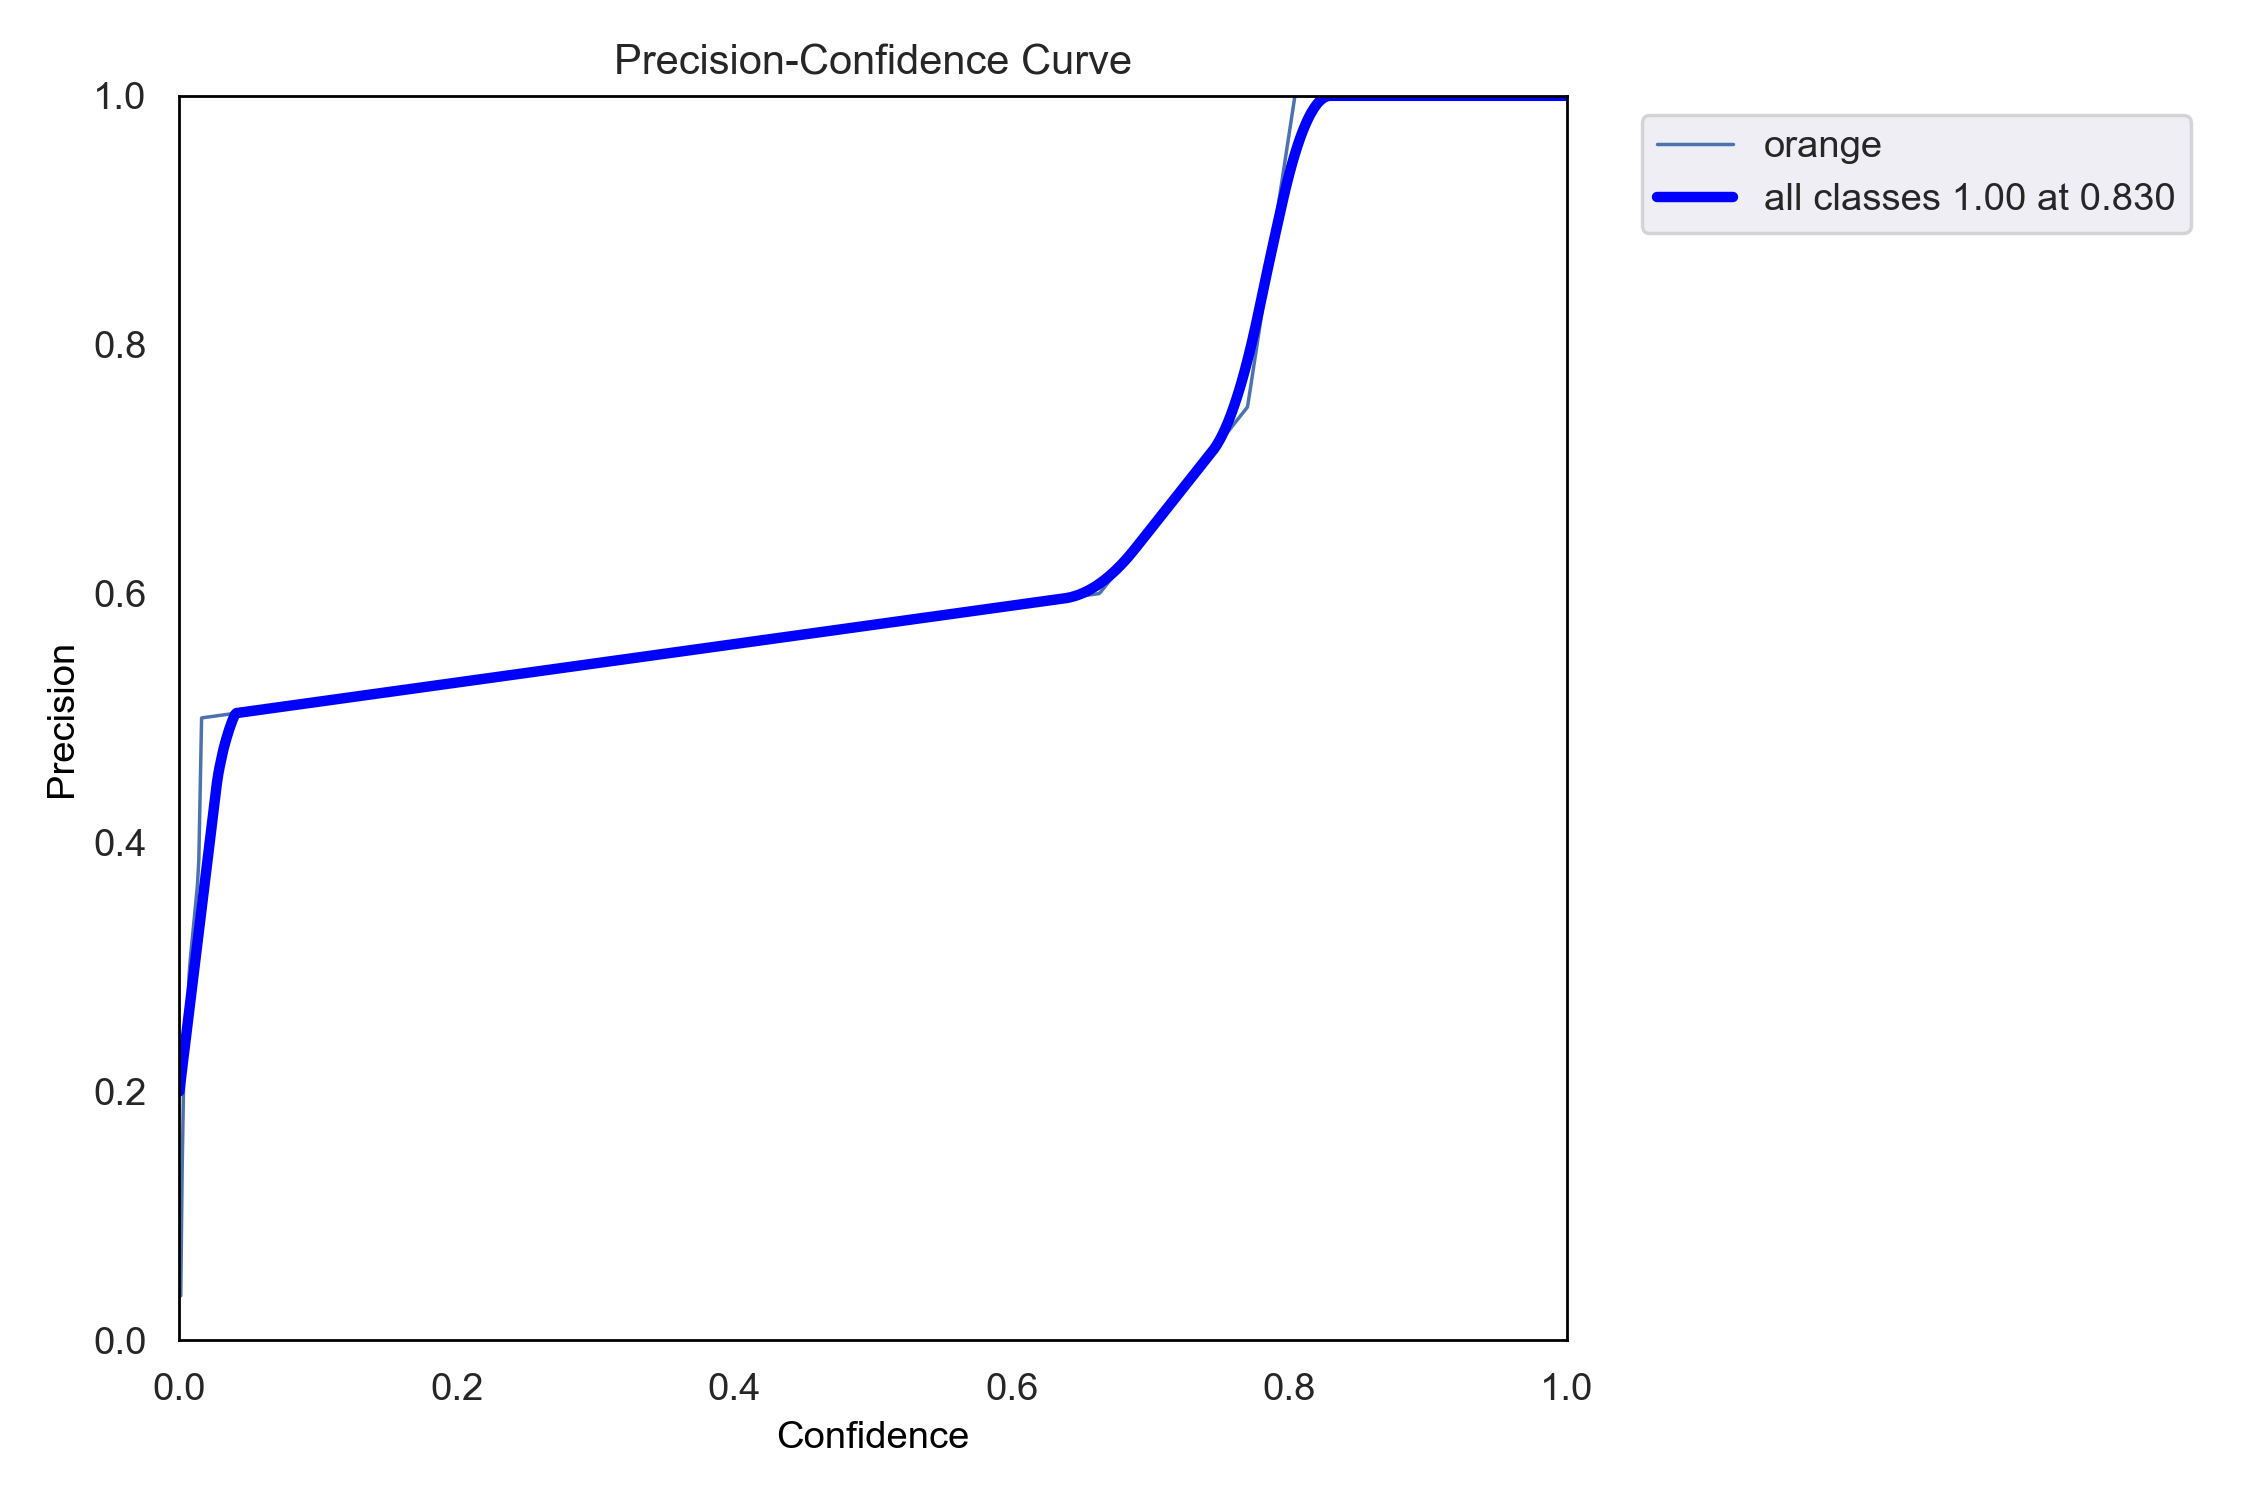 Precision-Confidence Curve
1.0
0.8
0.6
0.4
0.2
0.0
Precision
0.0 0.2 0.4 0.6 0.8 1.0
Confidence
orange
all classes 1.00 at 0.830